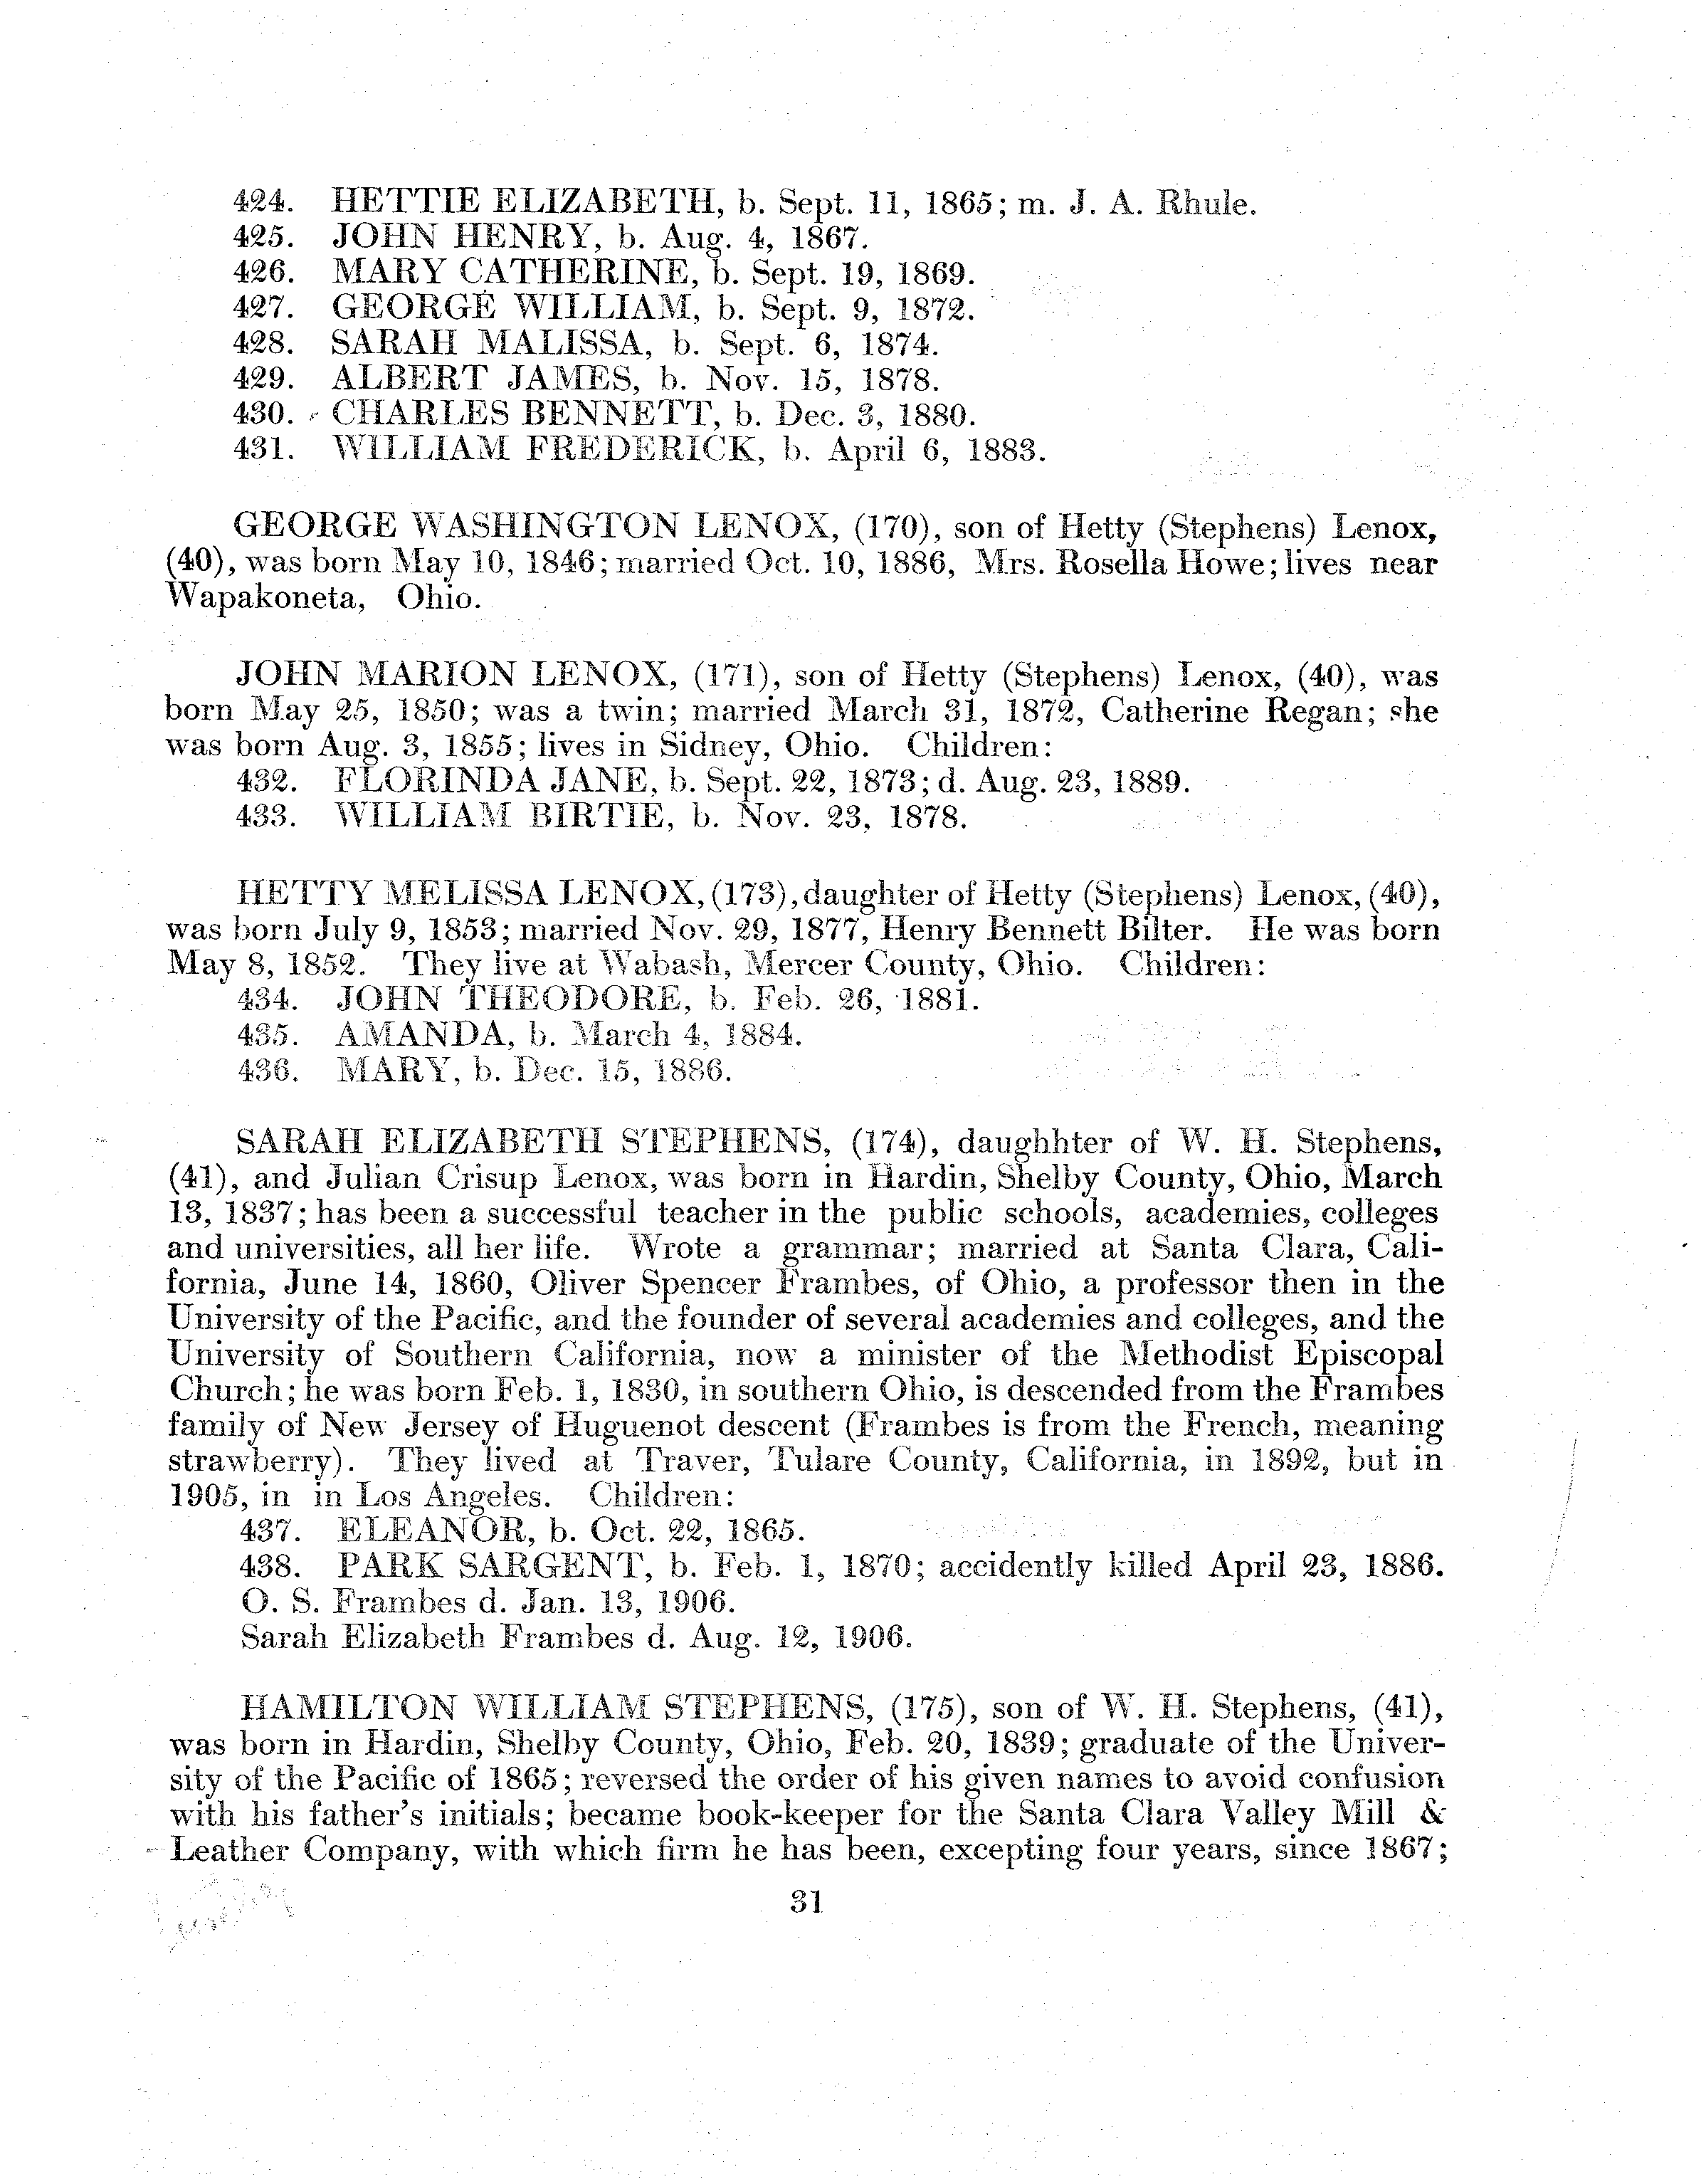 424. HETTIE ELIZABETH, b. Sept. 11, 1865; m. J. A. Rhule.
425. JOHN HENRY, b. Aug. 4, 1867.
426. MARY CATHERINE, b. Sept. 19, 1869.
427. GEORGE WILLIAM, b. Sept. 9, 1872.
428. SARAH MALISSA, b. Sept. 6, 1874.
429. ALBERT JAMES, b. Nov. 15, 1878.
430. CHARLES BENNETT, b. Dec. 3, 1880.
431. WILLIAM FREDERICK, b. April 6, 1883.
GEORGE WASHINGTON LENOX, (170), son of Hetty (Stephens) Lenox,
(40), was born May 10, 1846; married Oct. 10, 1886, Mrs. Rosella Howe; lives near
Wapakoneta, Ohio.
JOHN MARION LENOX, (171), son of Hetty (Stephens) Lenox, (40), was
born May 25, 1850; was a twin; married March 31, 1872, Catherine Regan; she
was born Aug. 3, 1855; lives in Sidney, Ohio. Children:
432. FLORINDA JANE, b. Sept. 22, 1873; d. Aug. 23, 1889.
433. WILLIAM BIRTIE, b. Nov. 23, 1878.
HETTY MELISSA LENOX, (173), daughter of Hetty (Stephens) Lenox, (40),
was born July 9, 1853; married Nov. 29, 1877, Henry Bennett Bilter. He was born
May 8, 1852. They live at Wabash, Mercer County, Ohio. Children:
434. JOHN THEODORE, b. Feb. 26, 1881.
435. AMANDA, b. March 4, 1884.
436. MARY, b. Dec. 15, 1886.
SARAH ELIZABETH STEPHENS, (174), daughhter of W. H. Stephens,
(41), and Julian Crisup Lenox, was born in Hardin, Shelby County, Ohio, March
13, 1837; has been a successful teacher in the public schools, academies, colleges
and universities, all her life. Wrote a grammar; married at Santa Clara, Cali-
fornia, June 14, 1860, Oliver Spencer Frambes, of Ohio, a professor then in the
University of the Pacific, and the founder of several academies and colleges, and the
University of Southern California, now a minister of the Methodist Episcopal
Church; he was born Feb. 1, 1830, in southern Ohio, is descended from the Frambes
family of New Jersey of Huguenot descent (Frambes is from the French, meaning
strawberry). They lived at Traver, Tulare County, California, in 1892, but in
1905, in in Los Angeles. Children:
437. ELEANOR, b. Oct. 22, 1865.
438. PARK SARGENT, b. Feb. 1, 1870; accidently killed April 23, 1886.
O. S. Frambes d. Jan. 13, 1906.
Sarah Elizabeth Frambes d. Aug. 12, 1906.
HAMILTON WILLIAM STEPHENS, (175), son of W. H. Stephens, (41),
was born in Hardin, Shelby County, Ohio, Feb. 20, 1839; graduate of the Univer-
sity of the Pacific of 1865; reversed the order of his given names to avoid confusion
with his father's initials; became book-keeper for the Santa Clara Valley Mill &
Leather Company, with which firm he has been, excepting four years, since 1867;
31